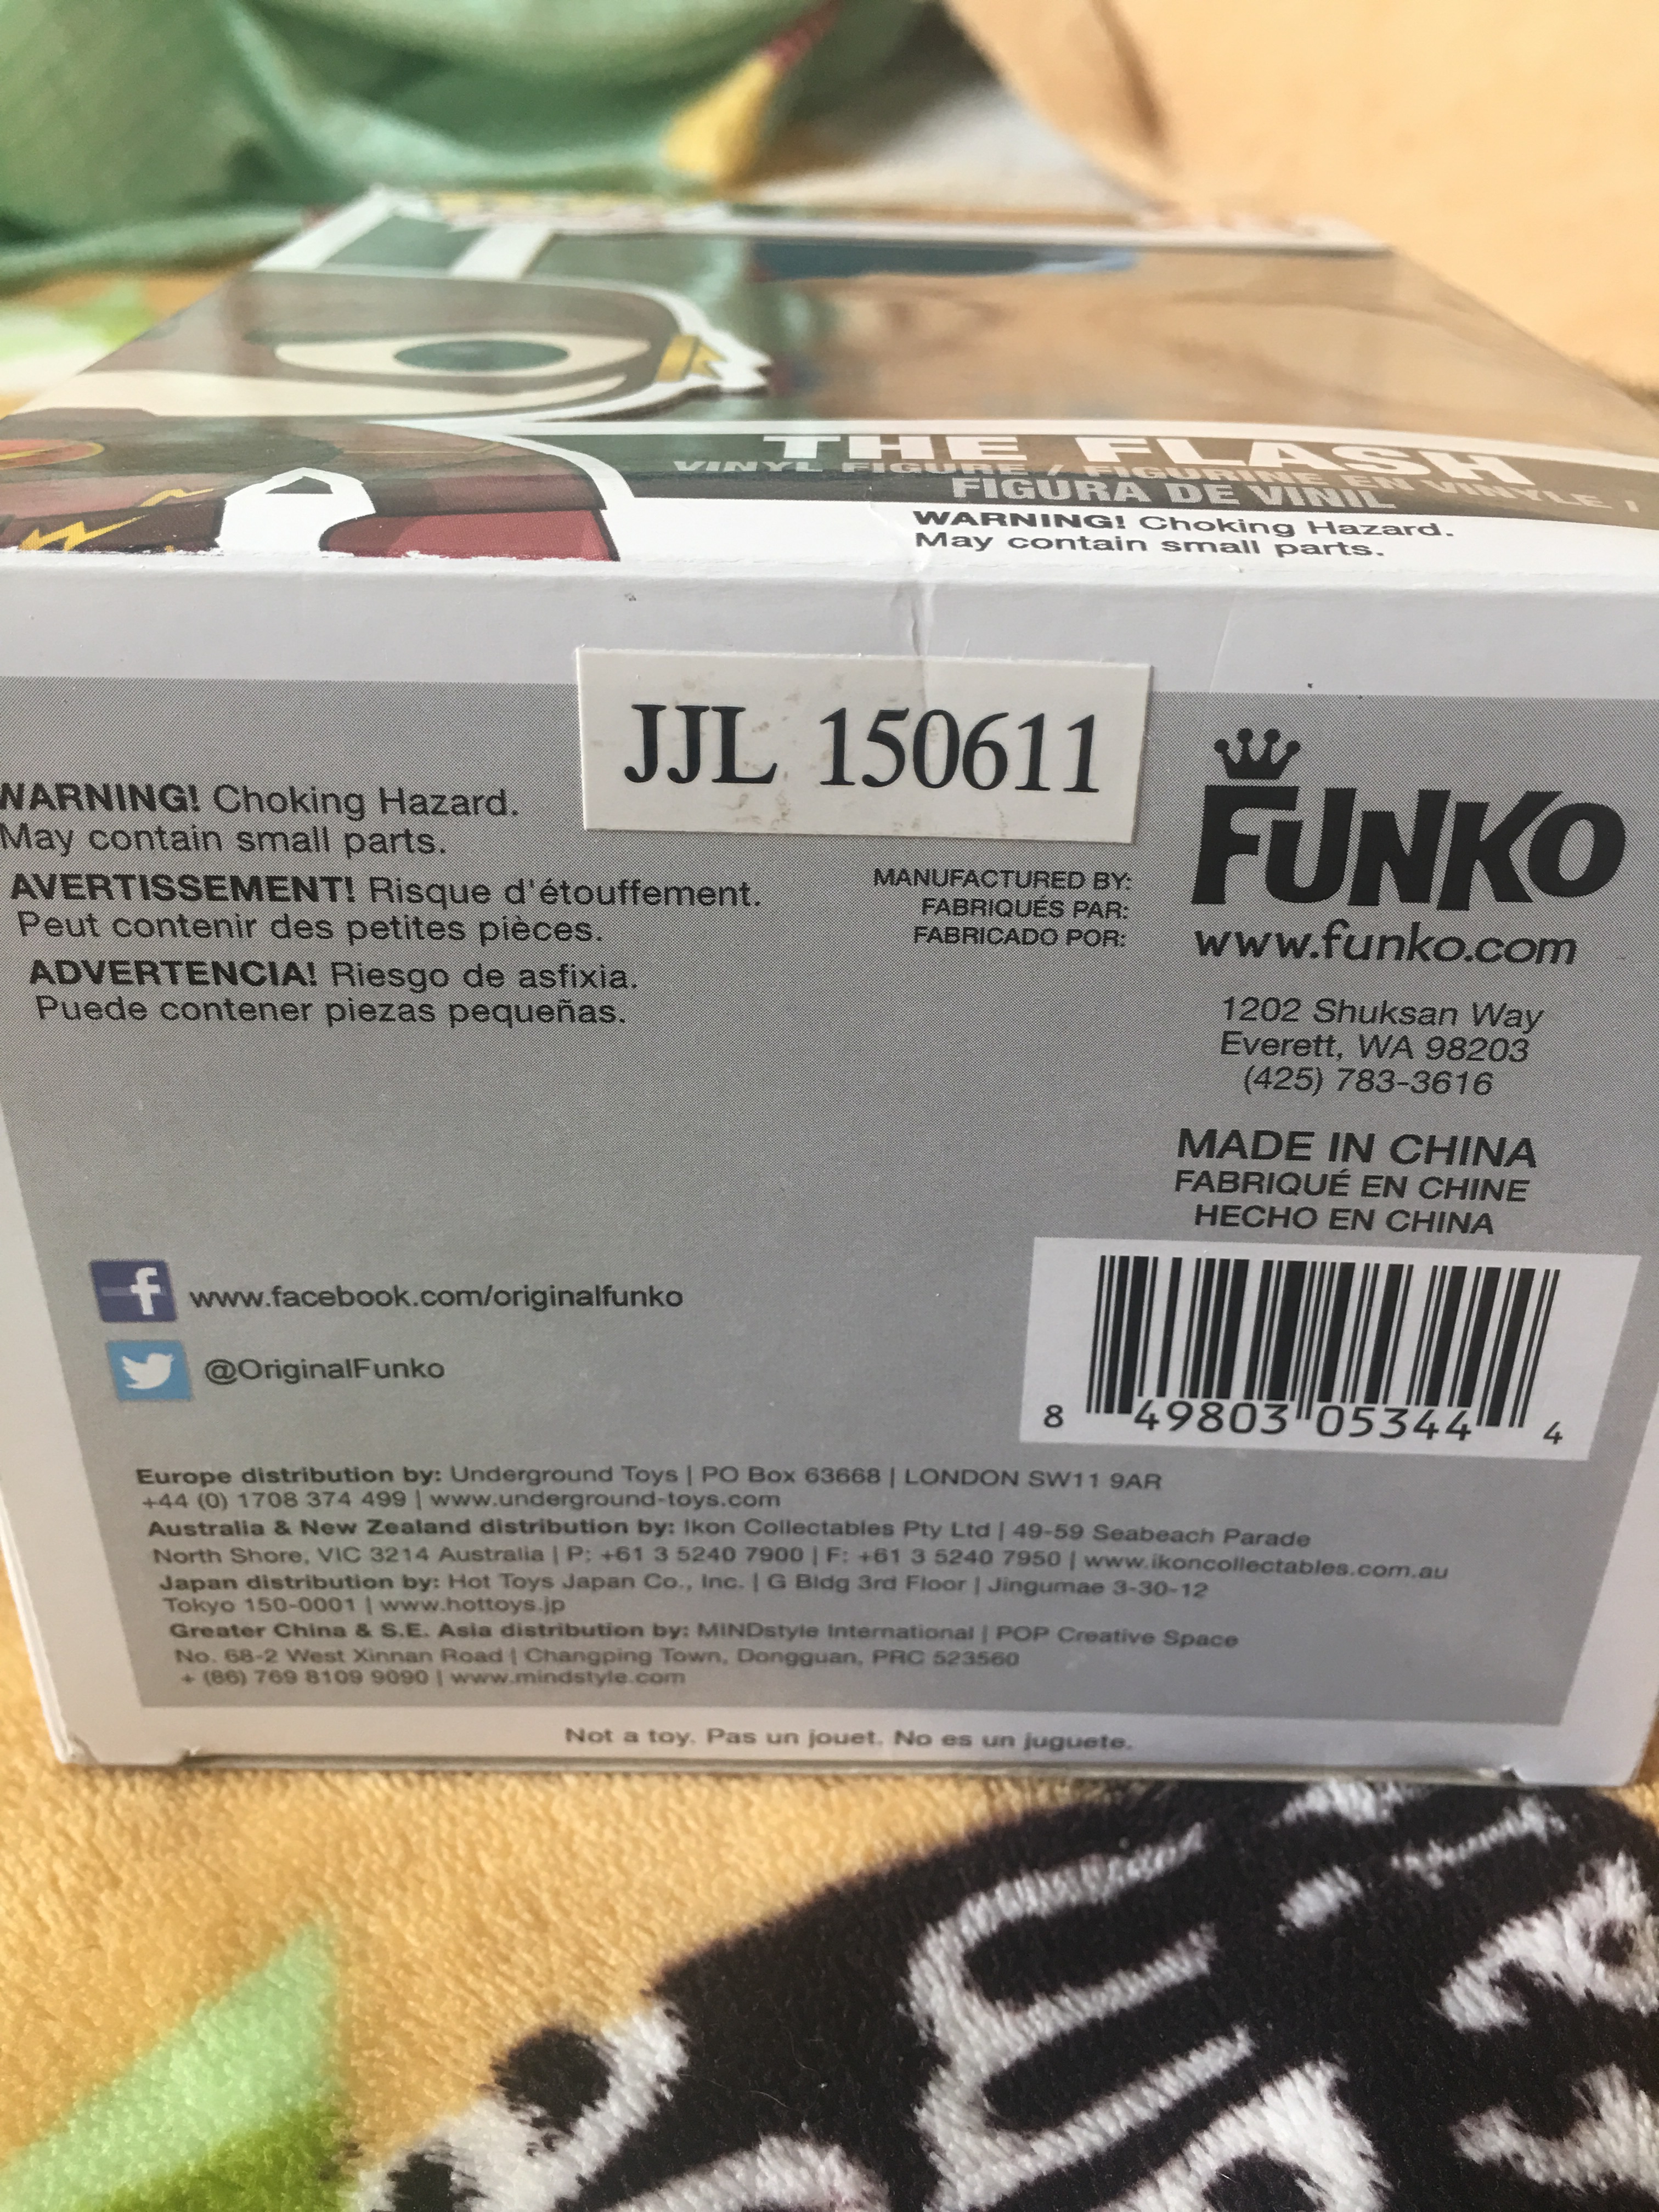 THE FLASH
VINYL FIGURE / FIGURINE EN VINYLE /
FIGURA DE VINIL
WARNING! Choking Hazard.
May contain small parts.
JJL 150611
WARNING! Choking Hazard.
May contain small parts.
AVERTISSEMENT! Risque d'étouffement.
Peut contenir des petites pièces.
ADVERTENCIA! Riesgo de asfixia.
Puede contener piezas pequeñas.
MANUFACTURED BY:
FABRIQUÉS PAR:
FABRICADO POR:
FUNKO
www.funko.com
1202 Shuksan Way
Everett, WA 98203
(425) 783-3616
MADE IN CHINA
FABRIQUÉ EN CHINE
HECHO EN CHINA
f www.facebook.com/originalfunko
@OriginalFunko
8 49803 05344 4
Europe distribution by: Underground Toys | PO Box 63668 | LONDON SW11 9AR
+44 (0) 1708 374 499 | www.underground-toys.com
Australia & New Zealand distribution by: Ikon Collectables Pty Ltd | 49-59 Seabeach Parade
North Shore, VIC 3214 Australia | P: +61 3 5240 7900 | F: +61 3 5240 7950 | www.ikoncollectables.com.au
Japan distribution by: Hot Toys Japan Co., Inc. | G Bldg 3rd Floor | Jingumae 3-30-12
Tokyo 150-0001 | www.hottoys.jp
Greater China & S.E. Asia distribution by: MINDstyle International | POP Creative Space
No. 68-2 West Xinnan Road | Changping Town, Dongguan, PRC 523560
+ (86) 769 8109 9090 | www.mindstyle.com
Not a toy. Pas un jouet. No es un juguete.